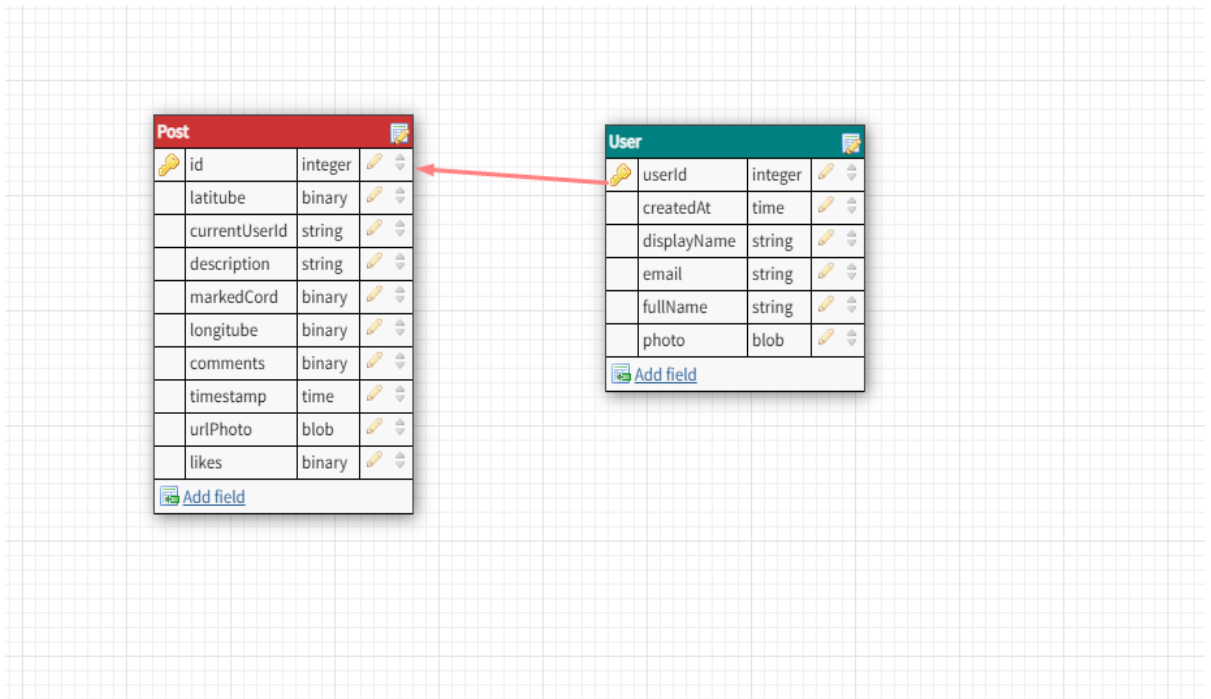 Post
id integer
latitube binary
currentUserId string
description string
markedCord binary
longitube binary
comments binary
timestamp time
urlPhoto blob
likes binary
Add field
User
userId integer
createdAt time
displayName string
email string
fullName string
photo blob
Add field